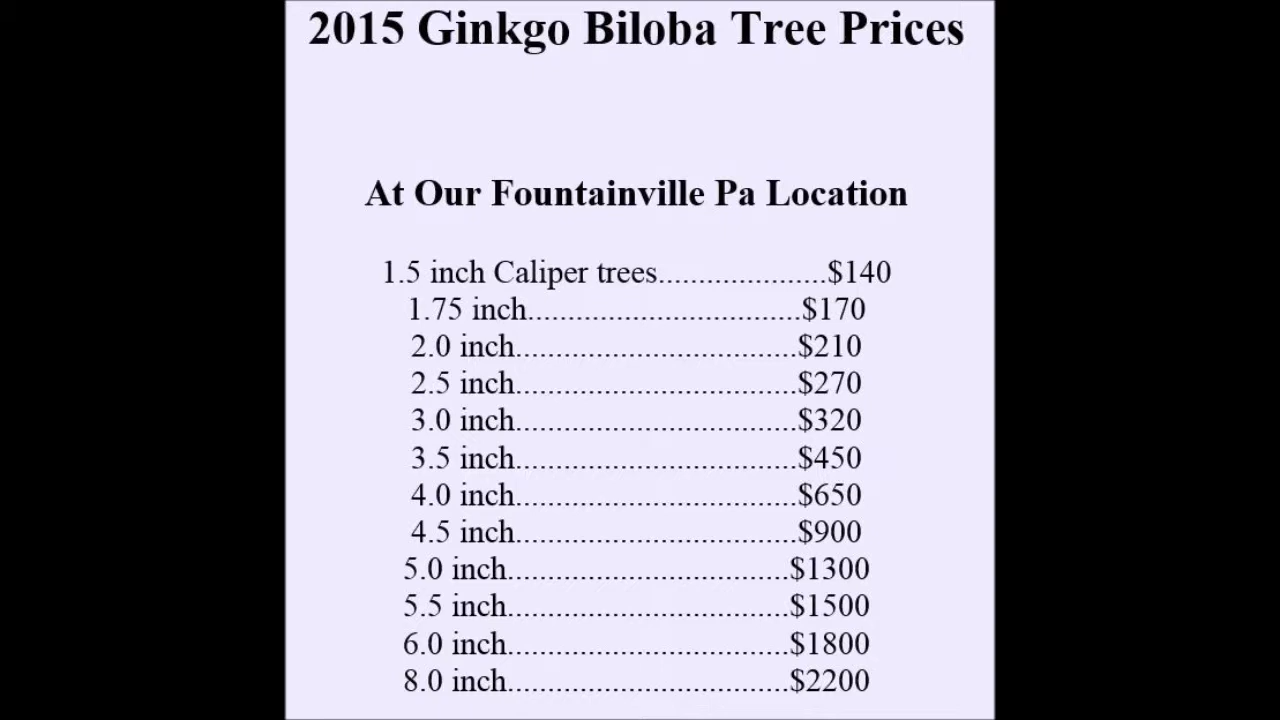 2015 Ginkgo Biloba Tree Prices
At Our Fountainville Pa Location
1.5 inch Caliper trees.....................$140
1.75 inch..................................$170
2.0 inch...................................$210
2.5 inch...................................$270
3.0 inch...................................$320
3.5 inch...................................$450
4.0 inch...................................$650
4.5 inch...................................$900
5.0 inch...................................$1300
5.5 inch...................................$1500
6.0 inch...................................$1800
8.0 inch...................................$2200